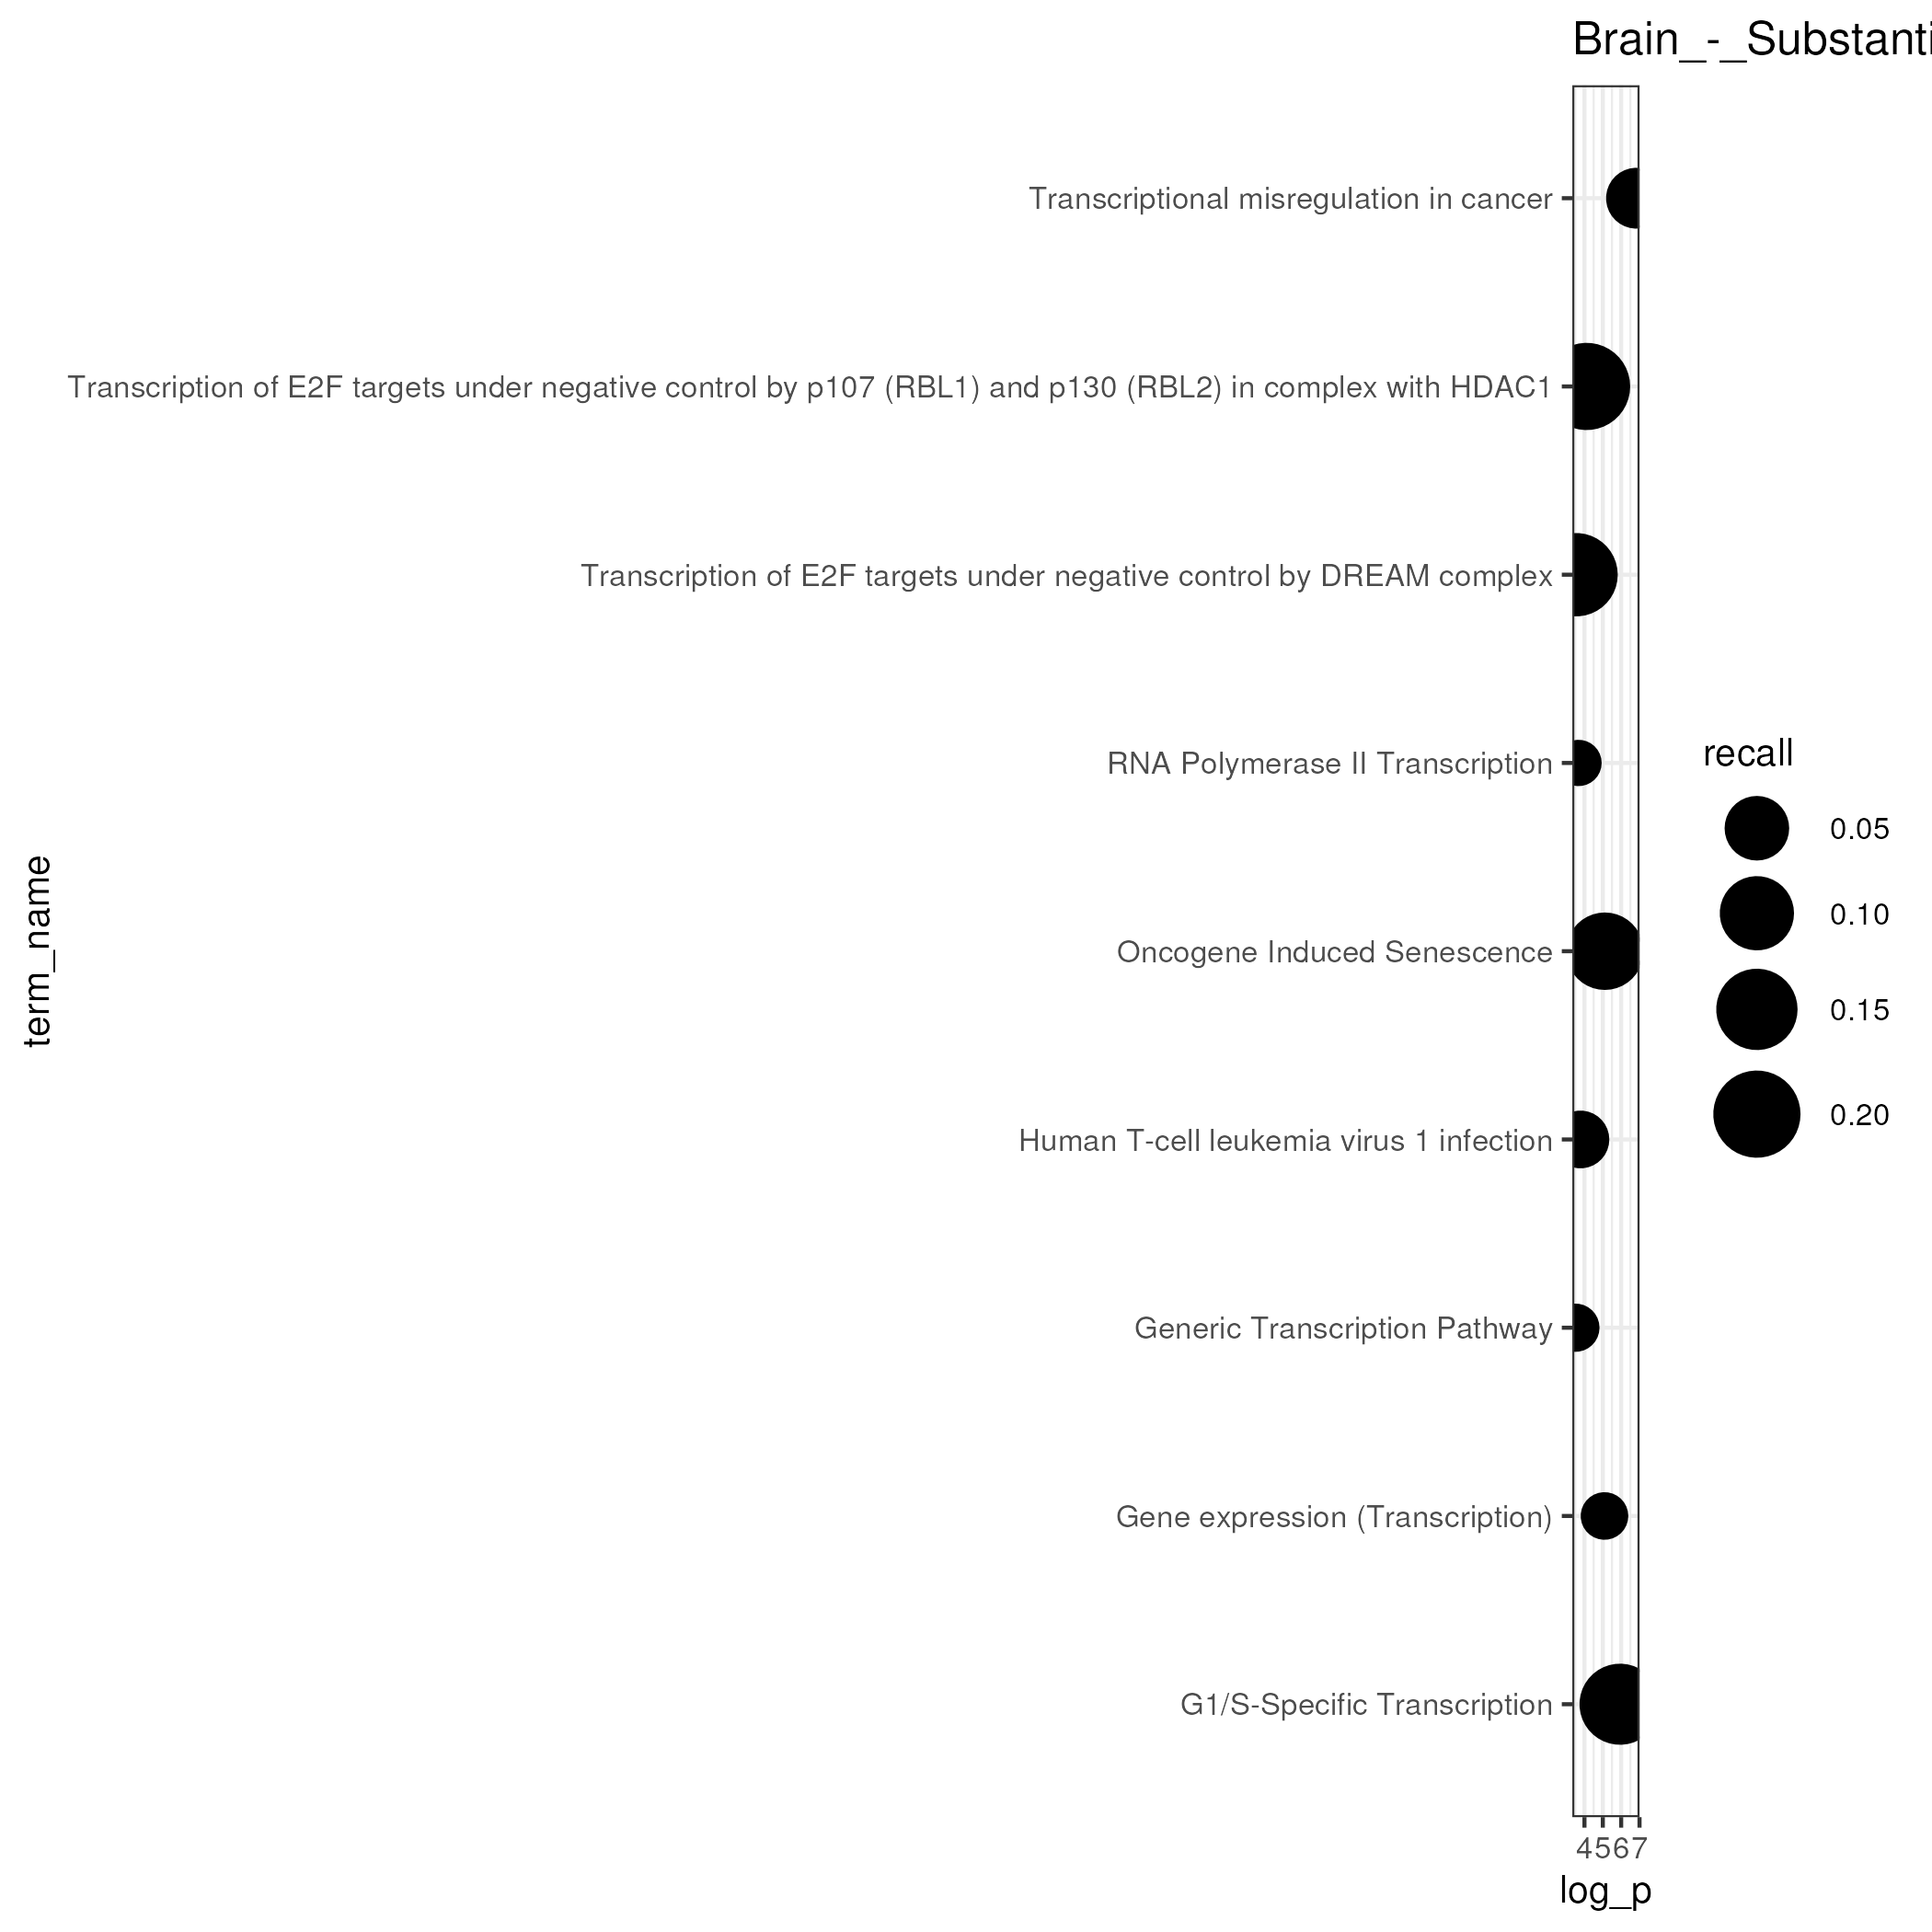 Brain_-_Substanti
Transcriptional misregulation in cancer
Transcription of E2F targets under negative control by p107 (RBL1) and p130 (RBL2) in complex with HDAC1
Transcription of E2F targets under negative control by DREAM complex
RNA Polymerase II Transcription
Oncogene Induced Senescence
Human T-cell leukemia virus 1 infection
Generic Transcription Pathway
Gene expression (Transcription)
G1/S-Specific Transcription
term_name
4567
log_p
recall
0.05
0.10
0.15
0.20